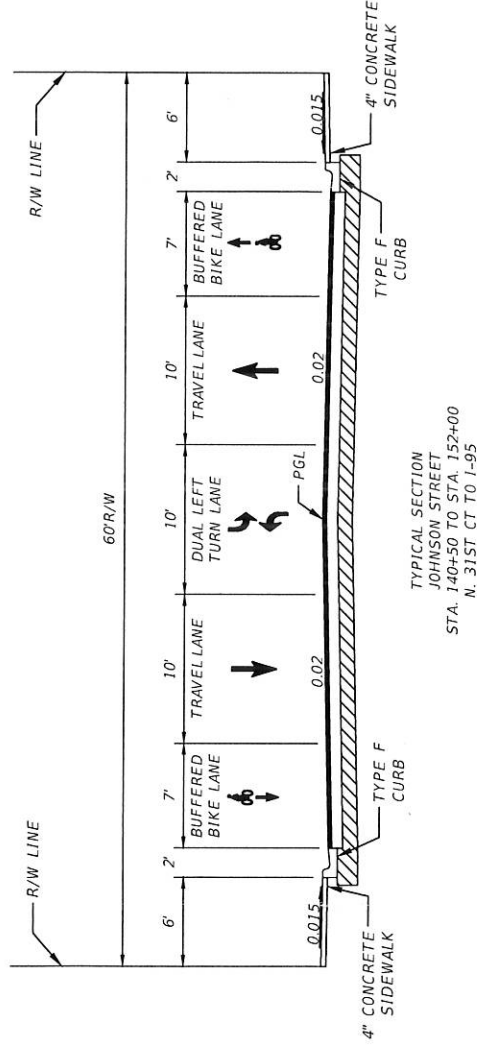 R/W LINE
R/W LINE
60'R/W
6'
2'
7'
10'
10'
10'
7'
2'
6'
BUFFERED
BIKE LANE
TRAVEL LANE
DUAL LEFT
TURN LANE
TRAVEL LANE
BUFFERED
BIKE LANE
0.015
0.02
PGL
0.02
0.015
4" CONCRETE
SIDEWALK
TYPE F
CURB
TYPE F
CURB
4" CONCRETE
SIDEWALK
TYPICAL SECTION
JOHNSON STREET
STA. 140+50 TO STA. 152+00
N. 31ST CT TO I-95